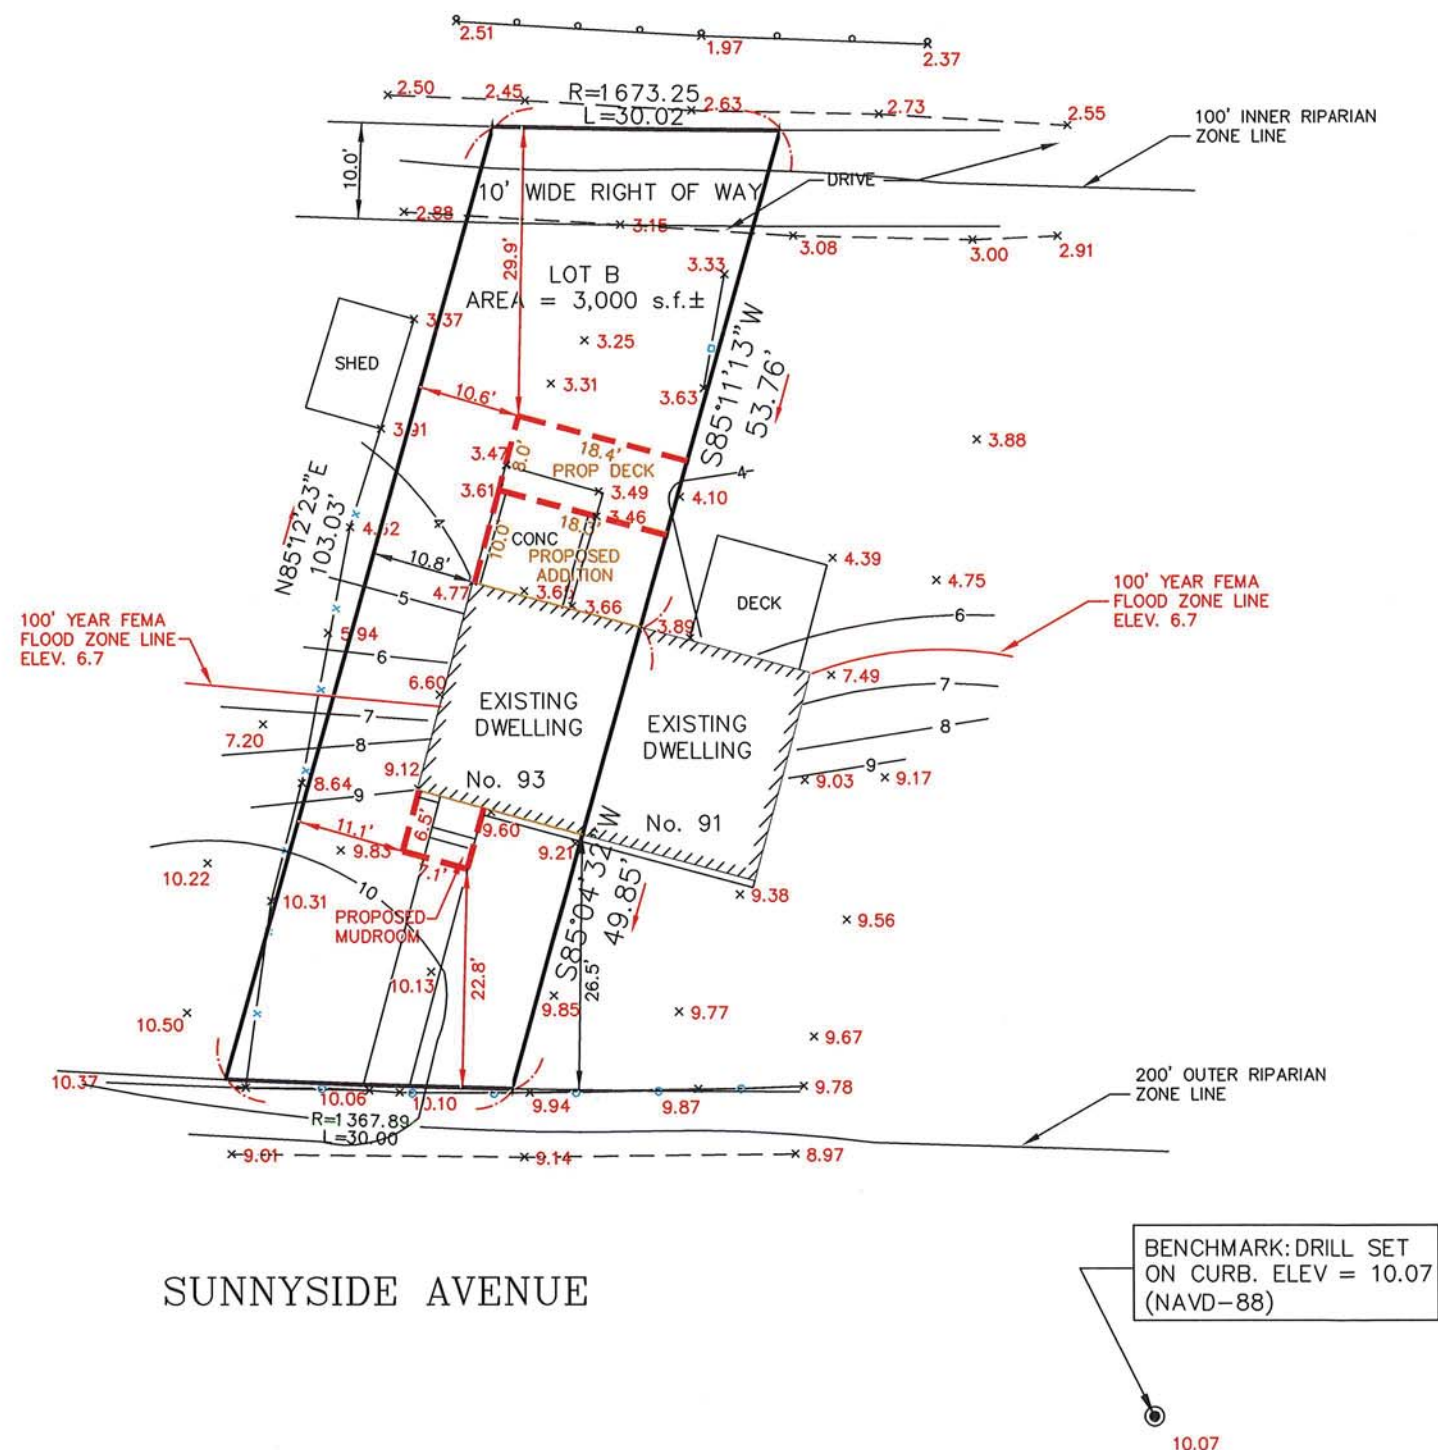 2.51
1.97
2.37
2.50
2.45
R=1673.25
L=30.02
2.63
2.73
2.55
100' INNER RIPARIAN
ZONE LINE
10.0'
10' WIDE RIGHT OF WAY
DRIVE
2.88
3.15
3.08
3.00
2.91
29.9'
3.33
LOT B
AREA = 3,000 s.f.±
3.37
3.25
SHED
3.31
3.63
10.6'
S85°11'13"W
53.76'
3.91
3.88
18.4'
8.0'
3.47
PROP DECK
3.61
3.49
4.10
4
3.46
N85°12'23"E
103.03'
4
4.52
10.0
CONC
PROPOSED
ADDITION
10.8'
4.77
3.66
4.39
4.75
DECK
5
3.89
6
100' YEAR FEMA
FLOOD ZONE LINE
ELEV. 6.7
100' YEAR FEMA
FLOOD ZONE LINE
ELEV. 6.7
5.94
6
6.60
7.49
7
EXISTING
DWELLING
EXISTING
DWELLING
7
7.20
8
8
9.12
No. 93
8.64
9
9
9.03
9.17
6.5'
9.60
No. 91
11.1'
9.83
7.1'
9.21
10.22
10
9.38
10.31
PROPOSED
MUDROOM
9.56
S85°04'32"W
49.85'
10.13
22.8'
26.5'
9.85
9.77
10.50
9.67
10.37
10.06
10.10
9.94
9.87
9.78
200' OUTER RIPARIAN
ZONE LINE
R=1367.89
L=30.00
9.01
9.14
8.97
SUNNYSIDE AVENUE
BENCHMARK: DRILL SET
ON CURB. ELEV = 10.07
(NAVD-88)
10.07